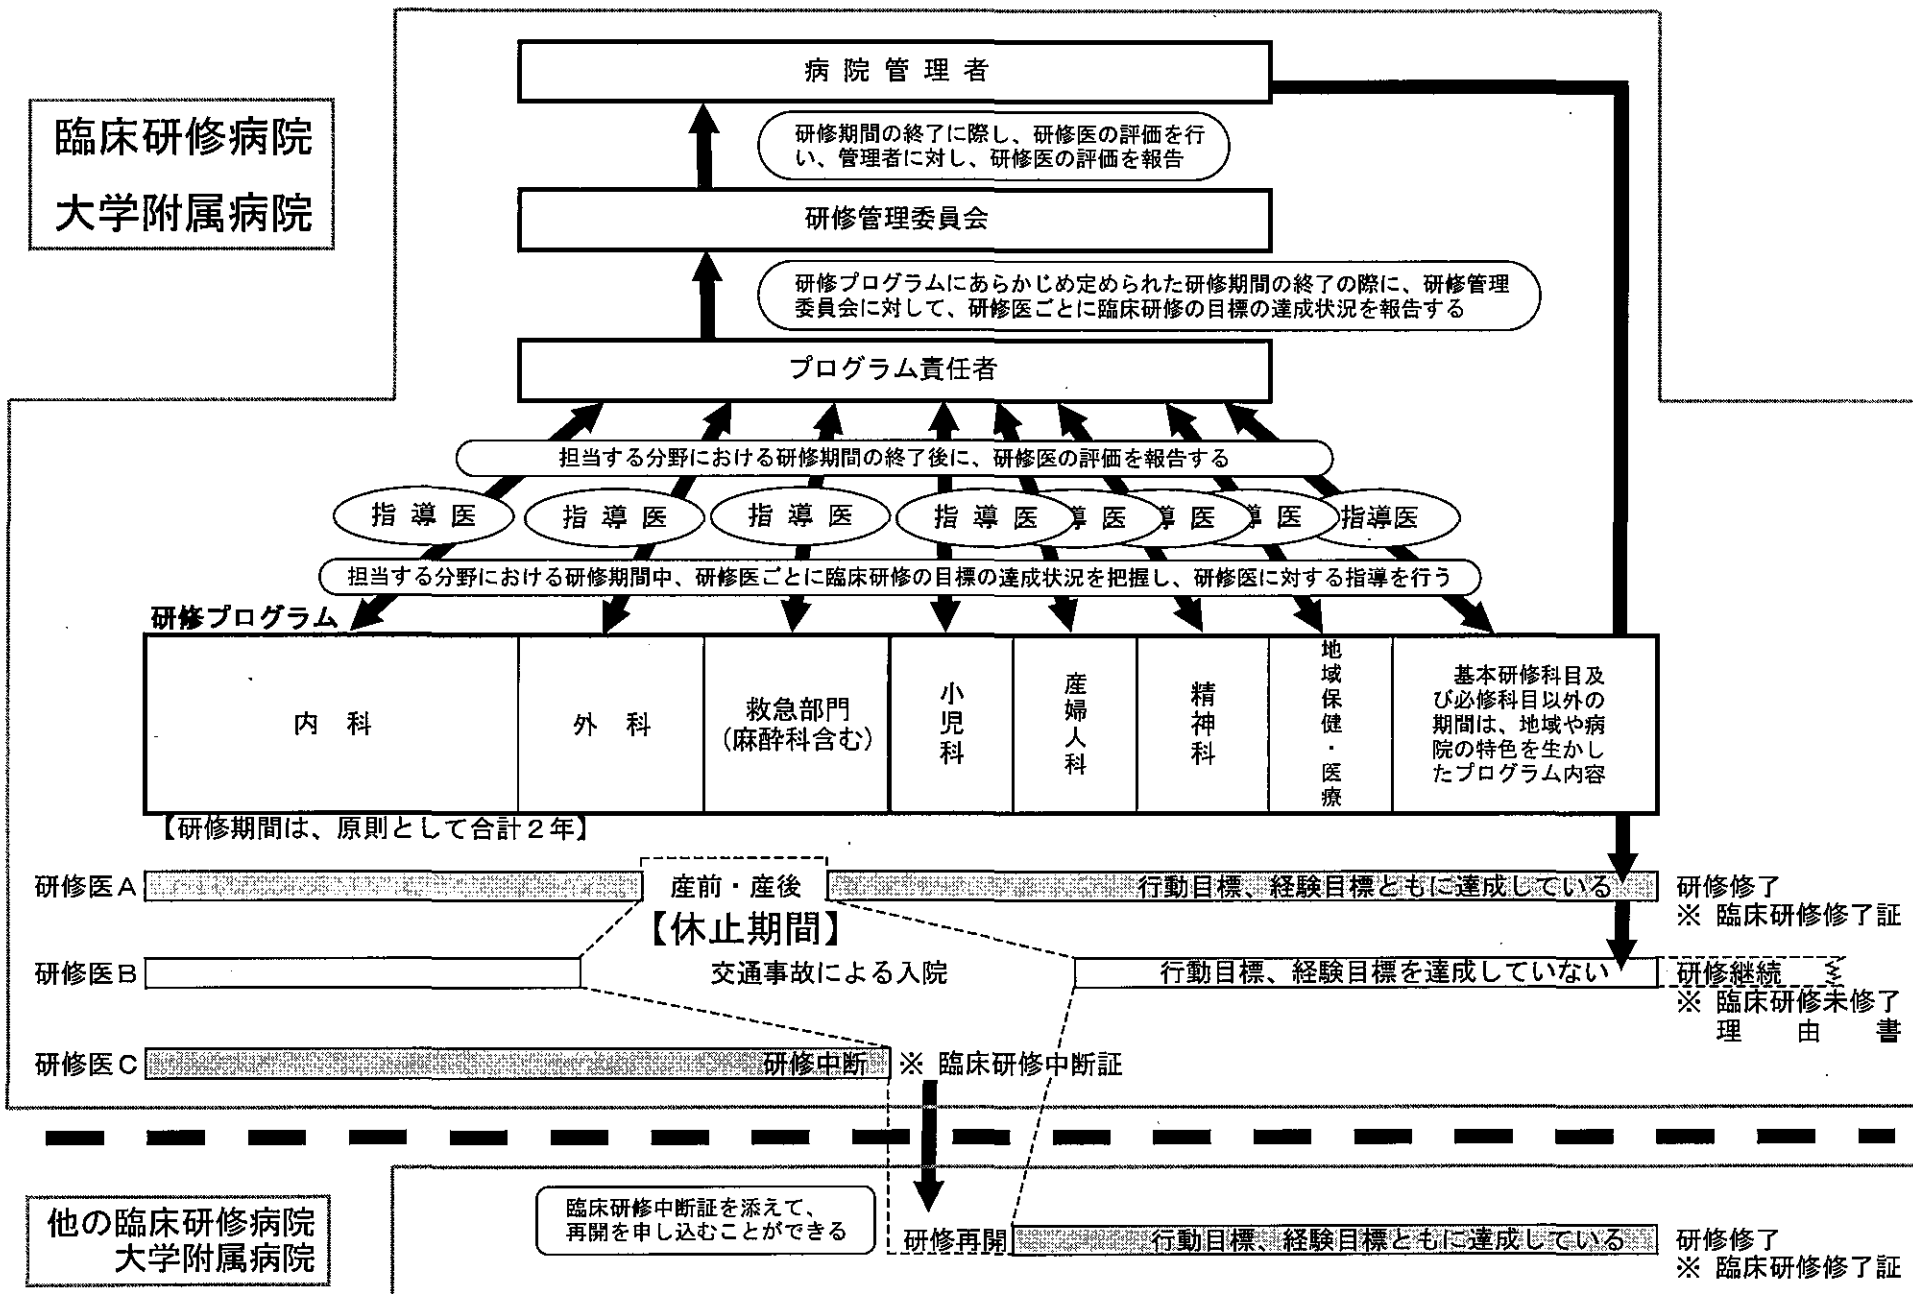 病院管理者
臨床研修病院
大学附属病院
研修期間の終了に際し、研修医の評価を行
い、管理者に対し、研修医の評価を報告
研修管理委員会
研修プログラムにあらかじめ定められた研修期間の終了の際に、研修管理
委員会に対して、研修医ごとに臨床研修の目標の達成状況を報告する
プログラム責任者
担当する分野における研修期間の終了後に、研修医の評価を報告する
指導医
指導医
指導医
指導医
導医
導医
導医
指導医
担当する分野における研修期間中、研修医ごとに臨床研修の目標の達成状況を把握し、研修医に対する指導を行う
研修プログラム
内科
外科
救急部門
(麻酔科含む)
小児科
産婦人科
精神科
地域保健・医療
基本研修科目及
び必修科目以外の
期間は、地域や病
院の特色を生かし
たプログラム内容
【研修期間は、原則として合計2年】
研修医A
産前・産後
行動目標、経験目標ともに達成している
研修修了
※ 臨床研修修了証
【休止期間】
研修医B
交通事故による入院
行動目標、経験目標を達成していない
研修継続
※ 臨床研修未修了
理由書
研修医C
研修中断
※ 臨床研修中断証
他の臨床研修病院
大学附属病院
臨床研修中断証を添えて、
再開を申し込むことができる
研修再開
行動目標、経験目標ともに達成している
研修修了
※ 臨床研修修了証